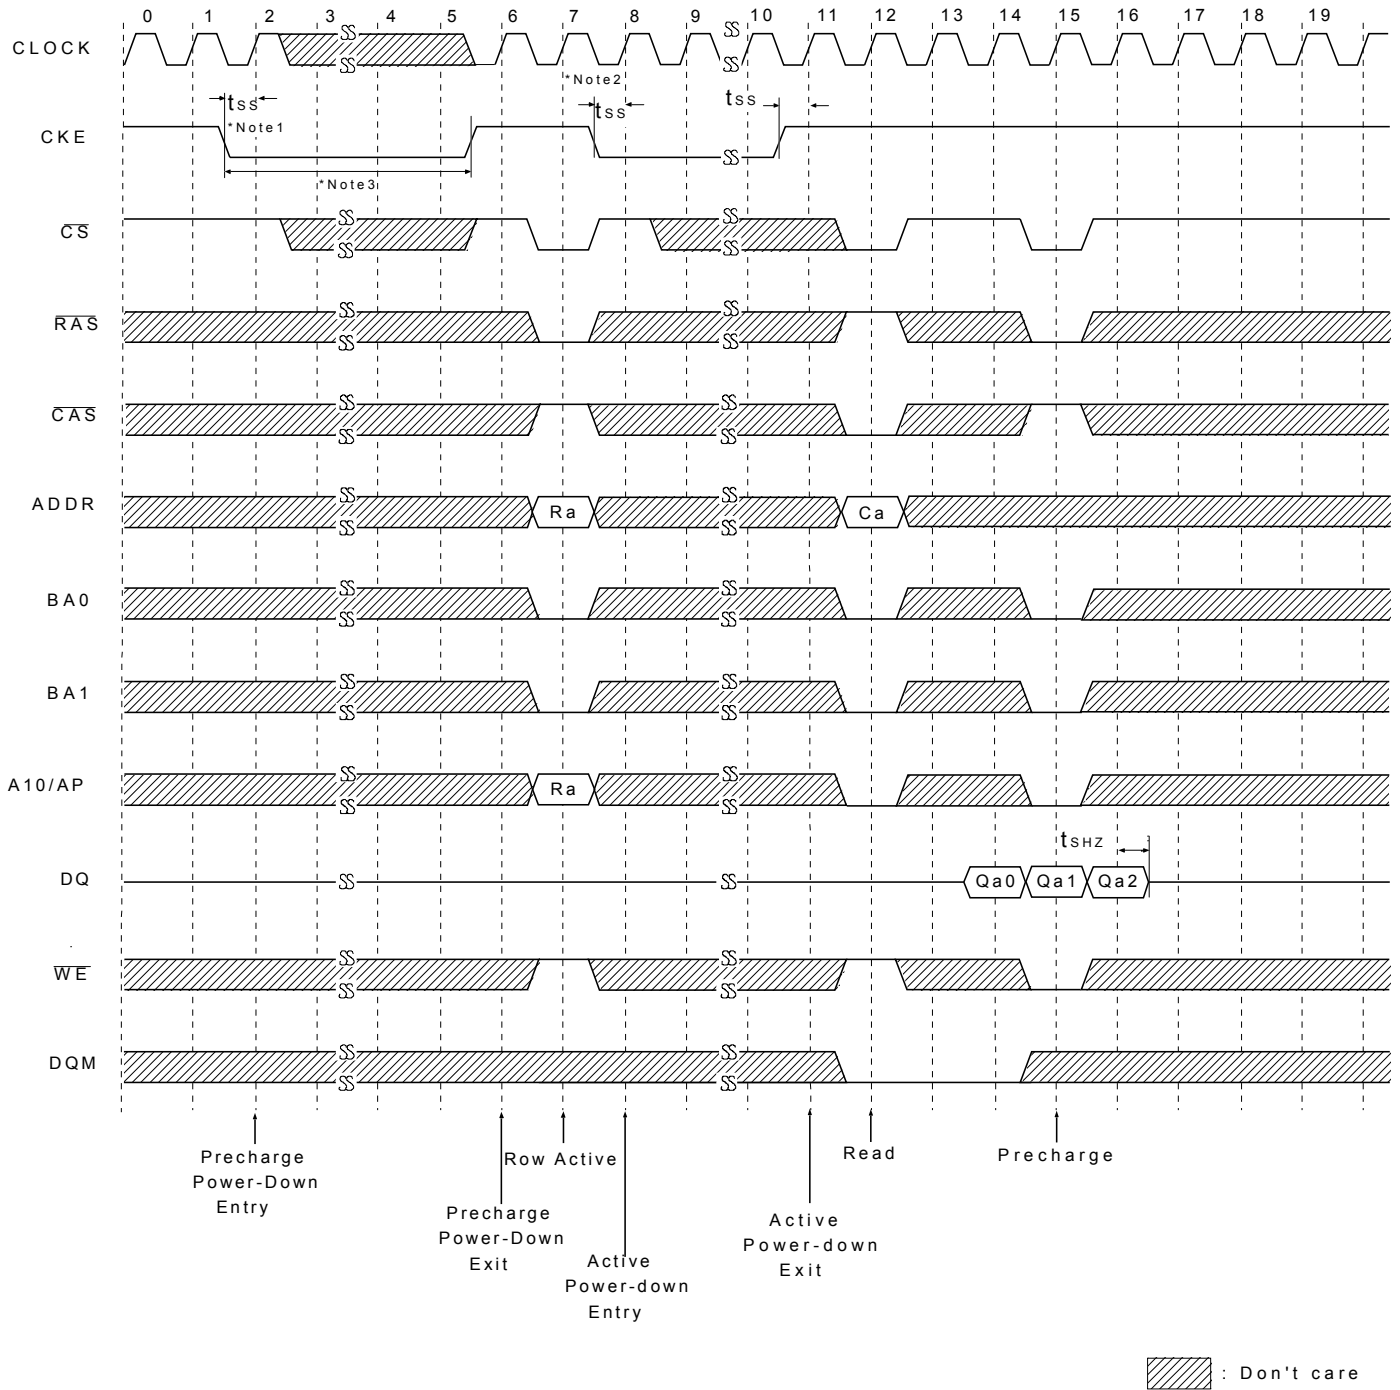 0 1 2 3 4 5 6 7 8 9 10 11 12 13 14 15 16 17 18 19
CLOCK
*Note2
tSS
tSS
tSS
*Note1
CKE
*Note3
CS
RAS
CAS
ADDR
Ra
Ca
BA0
BA1
A10/AP
Ra
tSHZ
DQ
Qa0
Qa1
Qa2
WE
DQM
Precharge
Power-Down
Entry
Precharge
Power-Down
Exit
Row Active
Active
Power-down
Entry
Active
Power-down
Exit
Read
Precharge
: Don't care